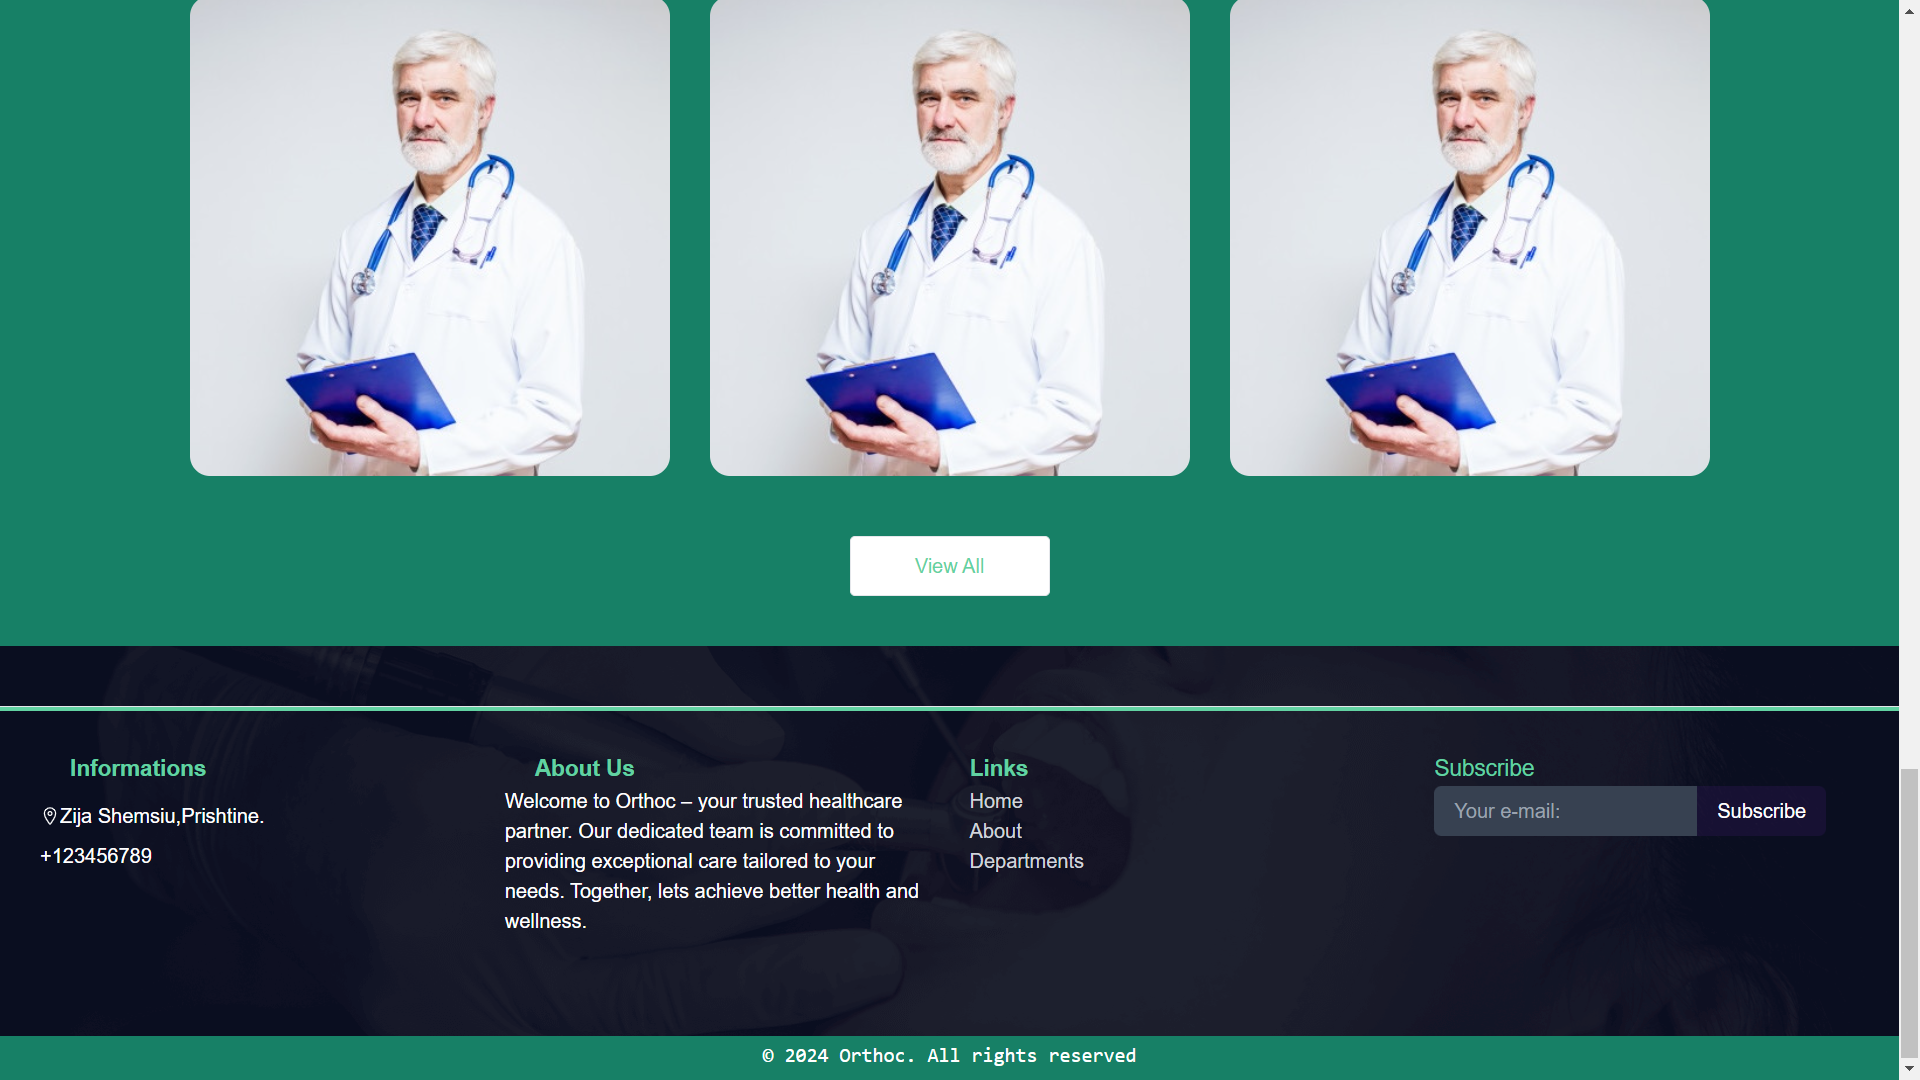 View All
Informations
Zija Shemsiu,Prishtine.
+123456789
About Us
Welcome to Orthoc – your trusted healthcare
partner. Our dedicated team is committed to
providing exceptional care tailored to your
needs. Together, lets achieve better health and
wellness.
Links
Home
About
Departments
Subscribe
Your e-mail: Subscribe
© 2024 Orthoc. All rights reserved